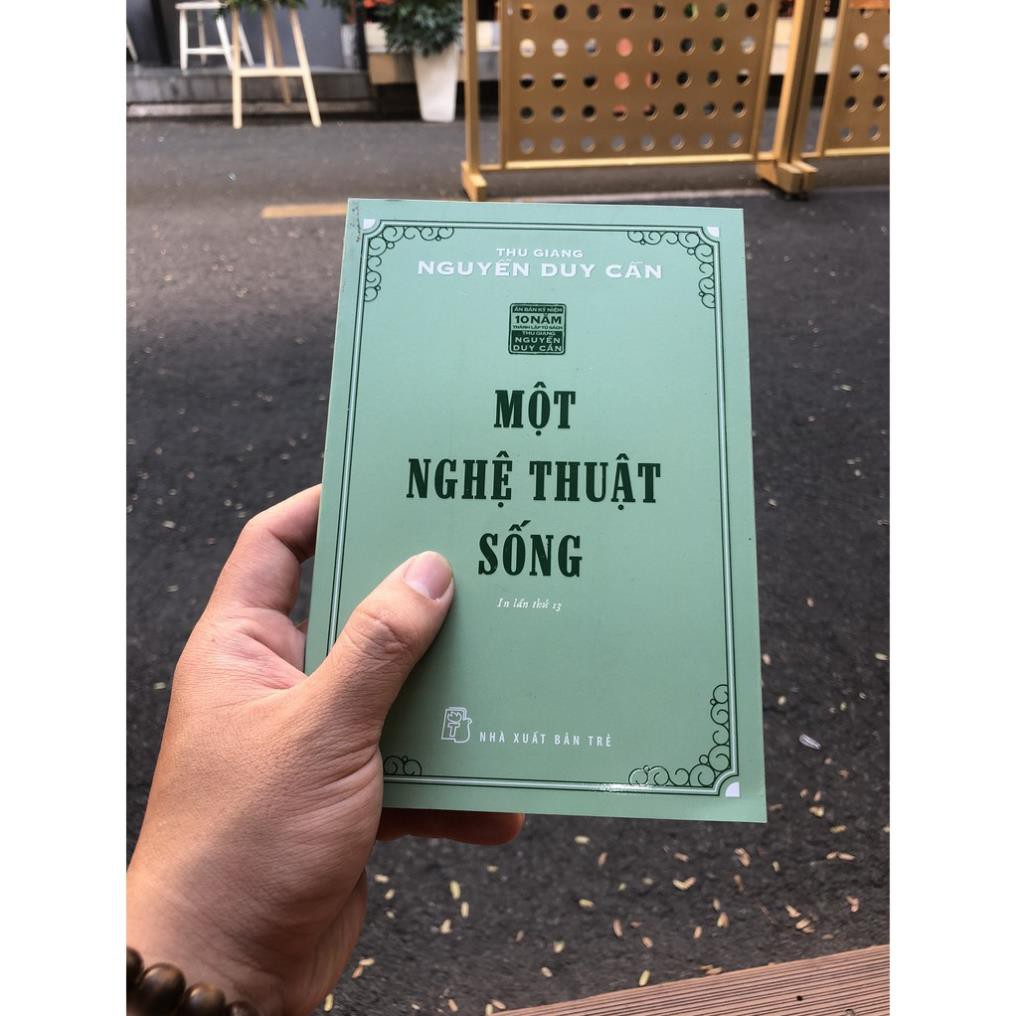 THU GIANG
NGUYỄN DUY CẦN
ẤN BẢN KỶ NIỆM
10 NĂM
THÀNH LẬP TỦ SÁCH
THU GIANG
NGUYỄN
DUY CẦN
MỘT
NGHỆ THUẬT
SỐNG
In lần thứ 13
NHÀ XUẤT BẢN TRẺ